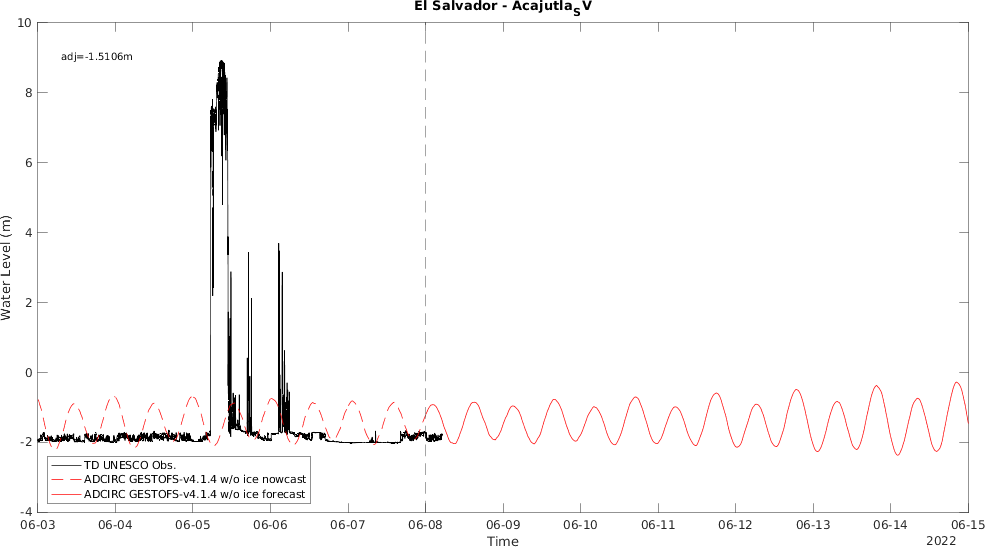 El Salvador - AcajutlaSV
adj=-1.5106m
10
8
6
4
2
0
-2
-4
Water Level (m)
TD UNESCO Obs.
ADCIRC GESTOFS-v4.1.4 w/o ice nowcast
ADCIRC GESTOFS-v4.1.4 w/o ice forecast
06-03 06-04 06-05 06-06 06-07 06-08 06-09 06-10 06-11 06-12 06-13 06-14 06-15
Time
2022